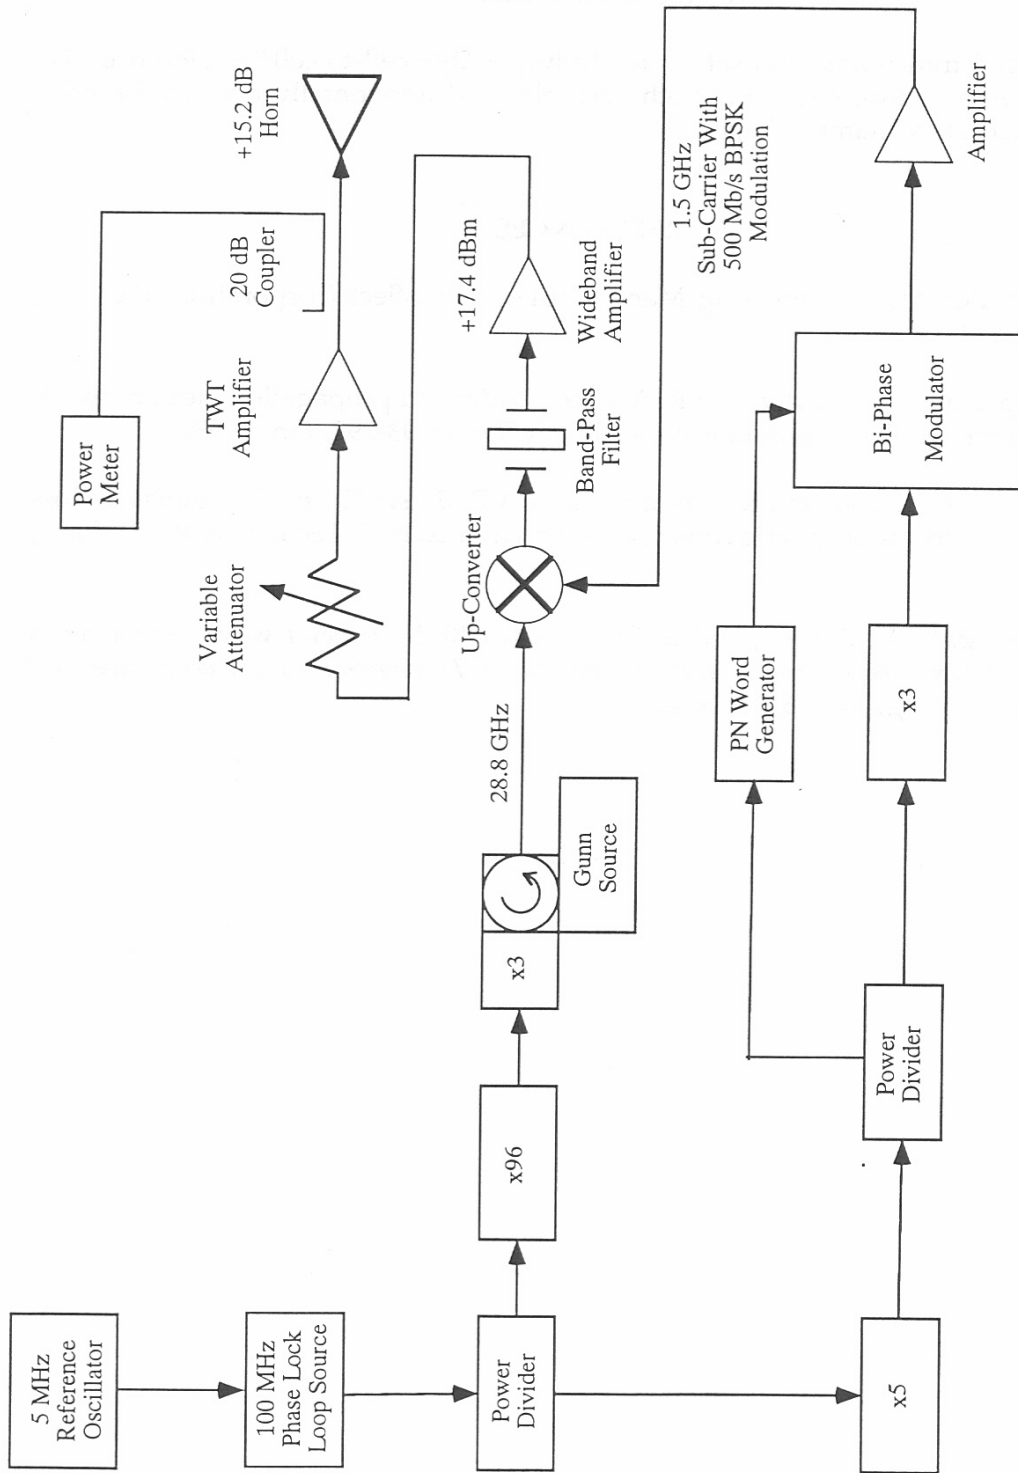 5 MHz
Reference
Oscillator
100 MHz
Phase Lock
Loop Source
Power
Divider
x96
x3
Gunn
Source
28.8 GHz
Up-Converter
Band-Pass
Filter
+17.4 dBm
Wideband
Amplifier
Variable
Attenuator
TWT
Amplifier
20 dB
Coupler
+15.2 dB
Horn
Power
Meter
x5
Power
Divider
PN Word
Generator
x3
Bi-Phase
Modulator
Amplifier
1.5 GHz
Sub-Carrier With
500 Mb/s BPSK
Modulation